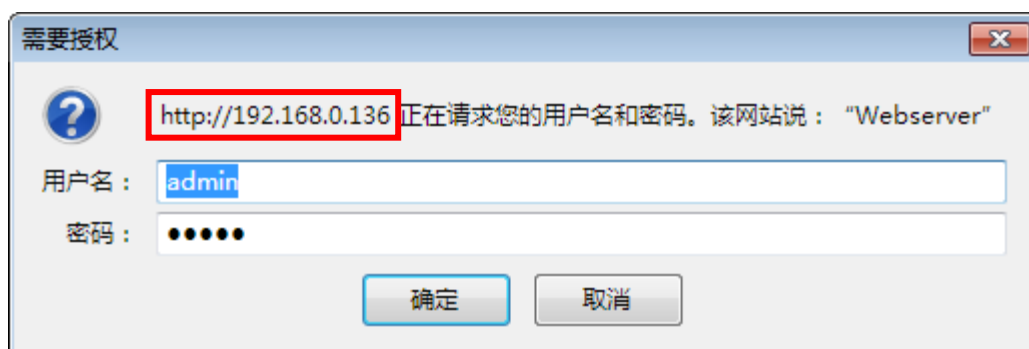 需要授权
http://192.168.0.136 正在请求您的用户名和密码。该网站说： “Webserver”
用户名： admin
密码： •••••
确定 取消